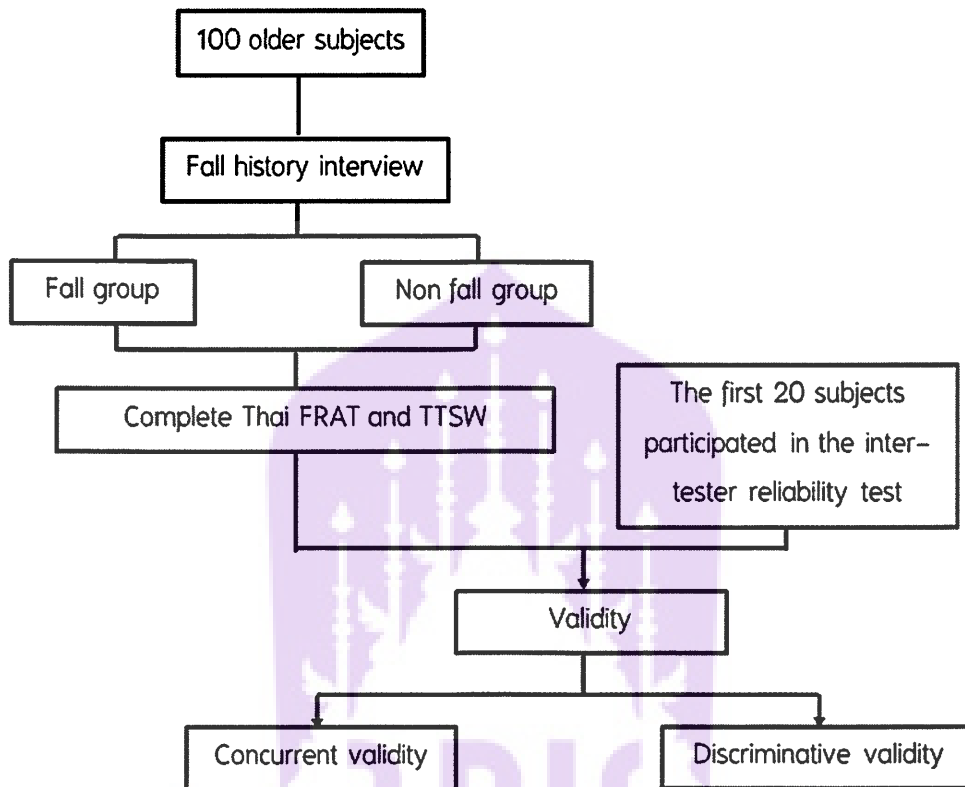 100 older subjects
Fall history interview
Fall group
Non fall group
Complete Thai FRAT and TTSW
The first 20 subjects
participated in the inter-
tester reliability test
Validity
Concurrent validity
Discriminative validity